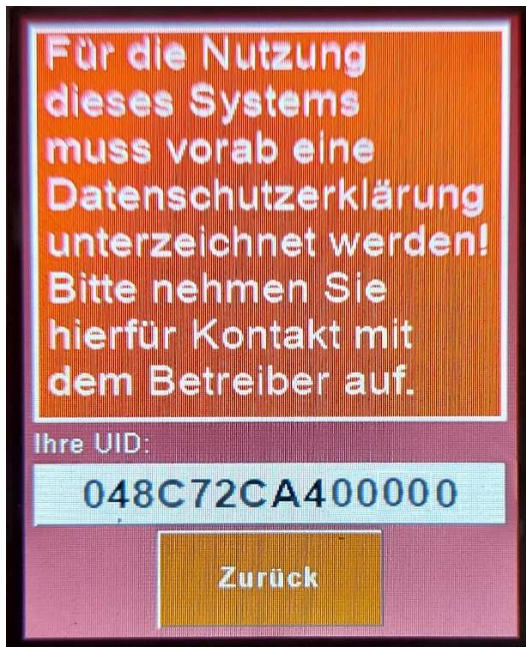 Für die Nutzung
dieses Systems
muss vorab eine
Datenschutzerklärung
unterzeichnet werden!
Bitte nehmen Sie
hierfür Kontakt mit
dem Betreiber auf.
Ihre UID:
048C72CA400000
Zurück